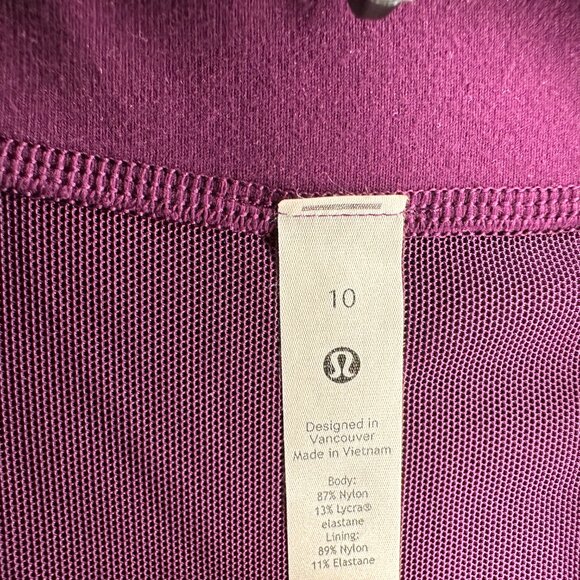 10
Designed in
Vancouver
Made in Vietnam
Body:
87% Nylon
13% Lycra®
elastane
Lining:
89% Nylon
11% Elastane